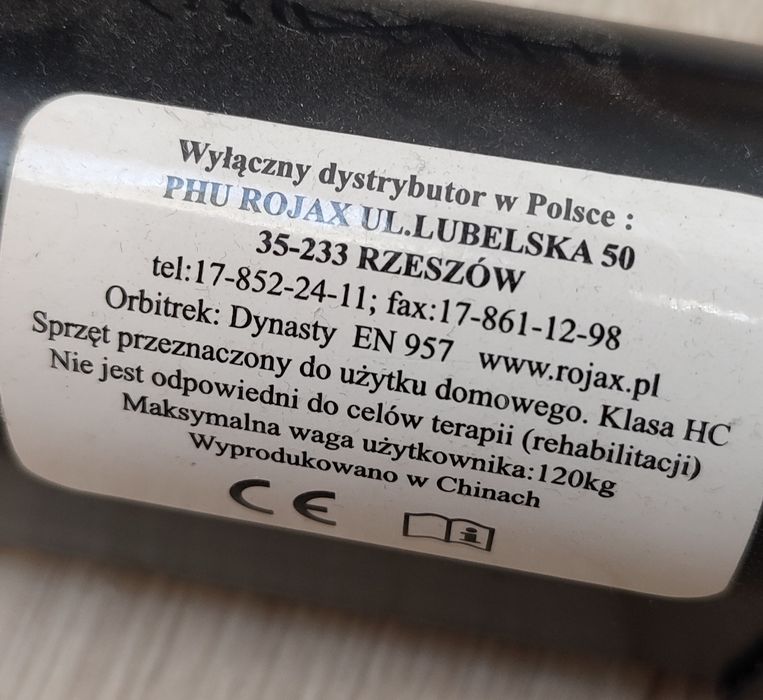 Wyłączny dystrybutor w Polsce :
PHU ROJAX UL.LUBELSKA 50
35-233 RZESZÓW
tel:17-852-24-11; fax:17-861-12-98
Orbitrek: Dynasty EN 957 www.rojax.pl
Sprzęt przeznaczony do użytku domowego. Klasa HC
Nie jest odpowiedni do celów terapii (rehabilitacji)
Maksymalna waga użytkownika:120kg
Wyprodukowano w Chinach
CE i